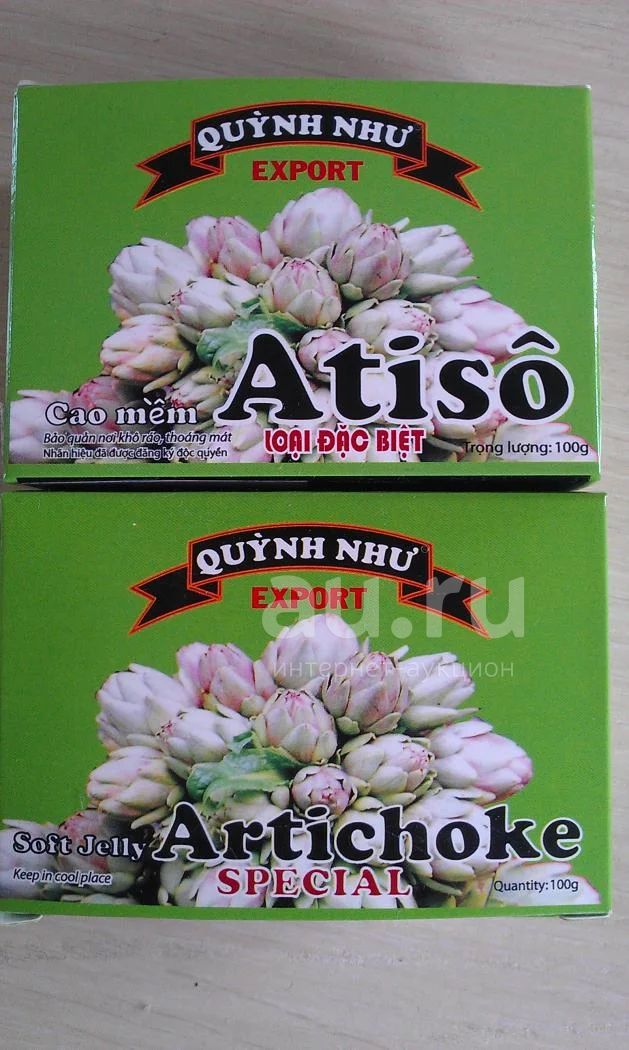 QUỲNH NHƯ
EXPORT
Cao mềm Atisô
LOẠI ĐẶC BIỆT
Bảo quản nơi khô ráo, thoáng mát
Nhãn hiệu đã được đăng ký độc quyền
Trọng lượng: 100g
QUỲNH NHƯ®
EXPORT
au.ru
интернет-аукцион
Soft Jelly Artichoke
SPECIAL
Keep in cool place
Quantity: 100g